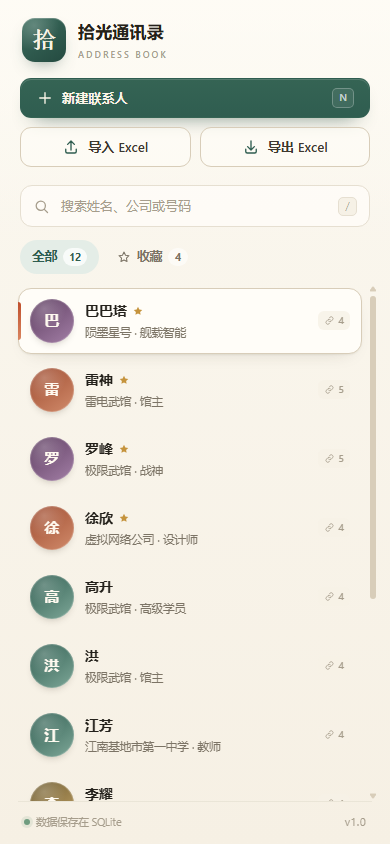 拾
拾光通讯录
ADDRESS BOOK
新建联系人 N
导入 Excel
导出 Excel
搜索姓名、公司或号码 /
全部 12
收藏 4
巴
巴巴塔
陨墨星号 · 舰载智能
4
雷
雷神
雷电武馆 · 馆主
5
罗
罗峰
极限武馆 · 战神
5
徐
徐欣
虚拟网络公司 · 设计师
4
高
高升
极限武馆 · 高级学员
4
洪
洪
极限武馆 · 馆主
4
江
江芳
江南基地市第一中学 · 教师
4
李耀
数据保存在 SQLite
v1.0